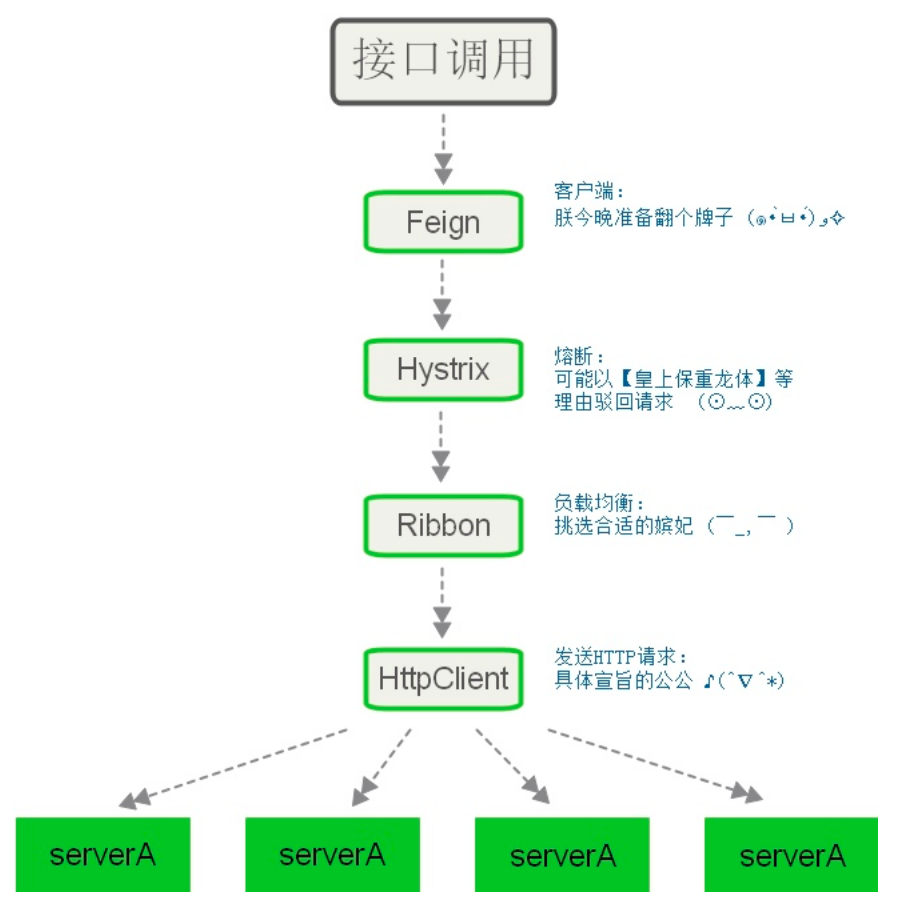 接口调用
Feign
客户端:
朕今晚准备翻个牌子 (๑•̀ㅂ•́)و✧
Hystrix
熔断:
可能以【皇上保重龙体】等
理由驳回请求 (⊙﹏⊙)
Ribbon
负载均衡:
挑选合适的嫔妃 (￣_,￣ )
HttpClient
发送HTTP请求:
具体宣旨的公公 ♪(^∇^*)
serverA
serverA
serverA
serverA